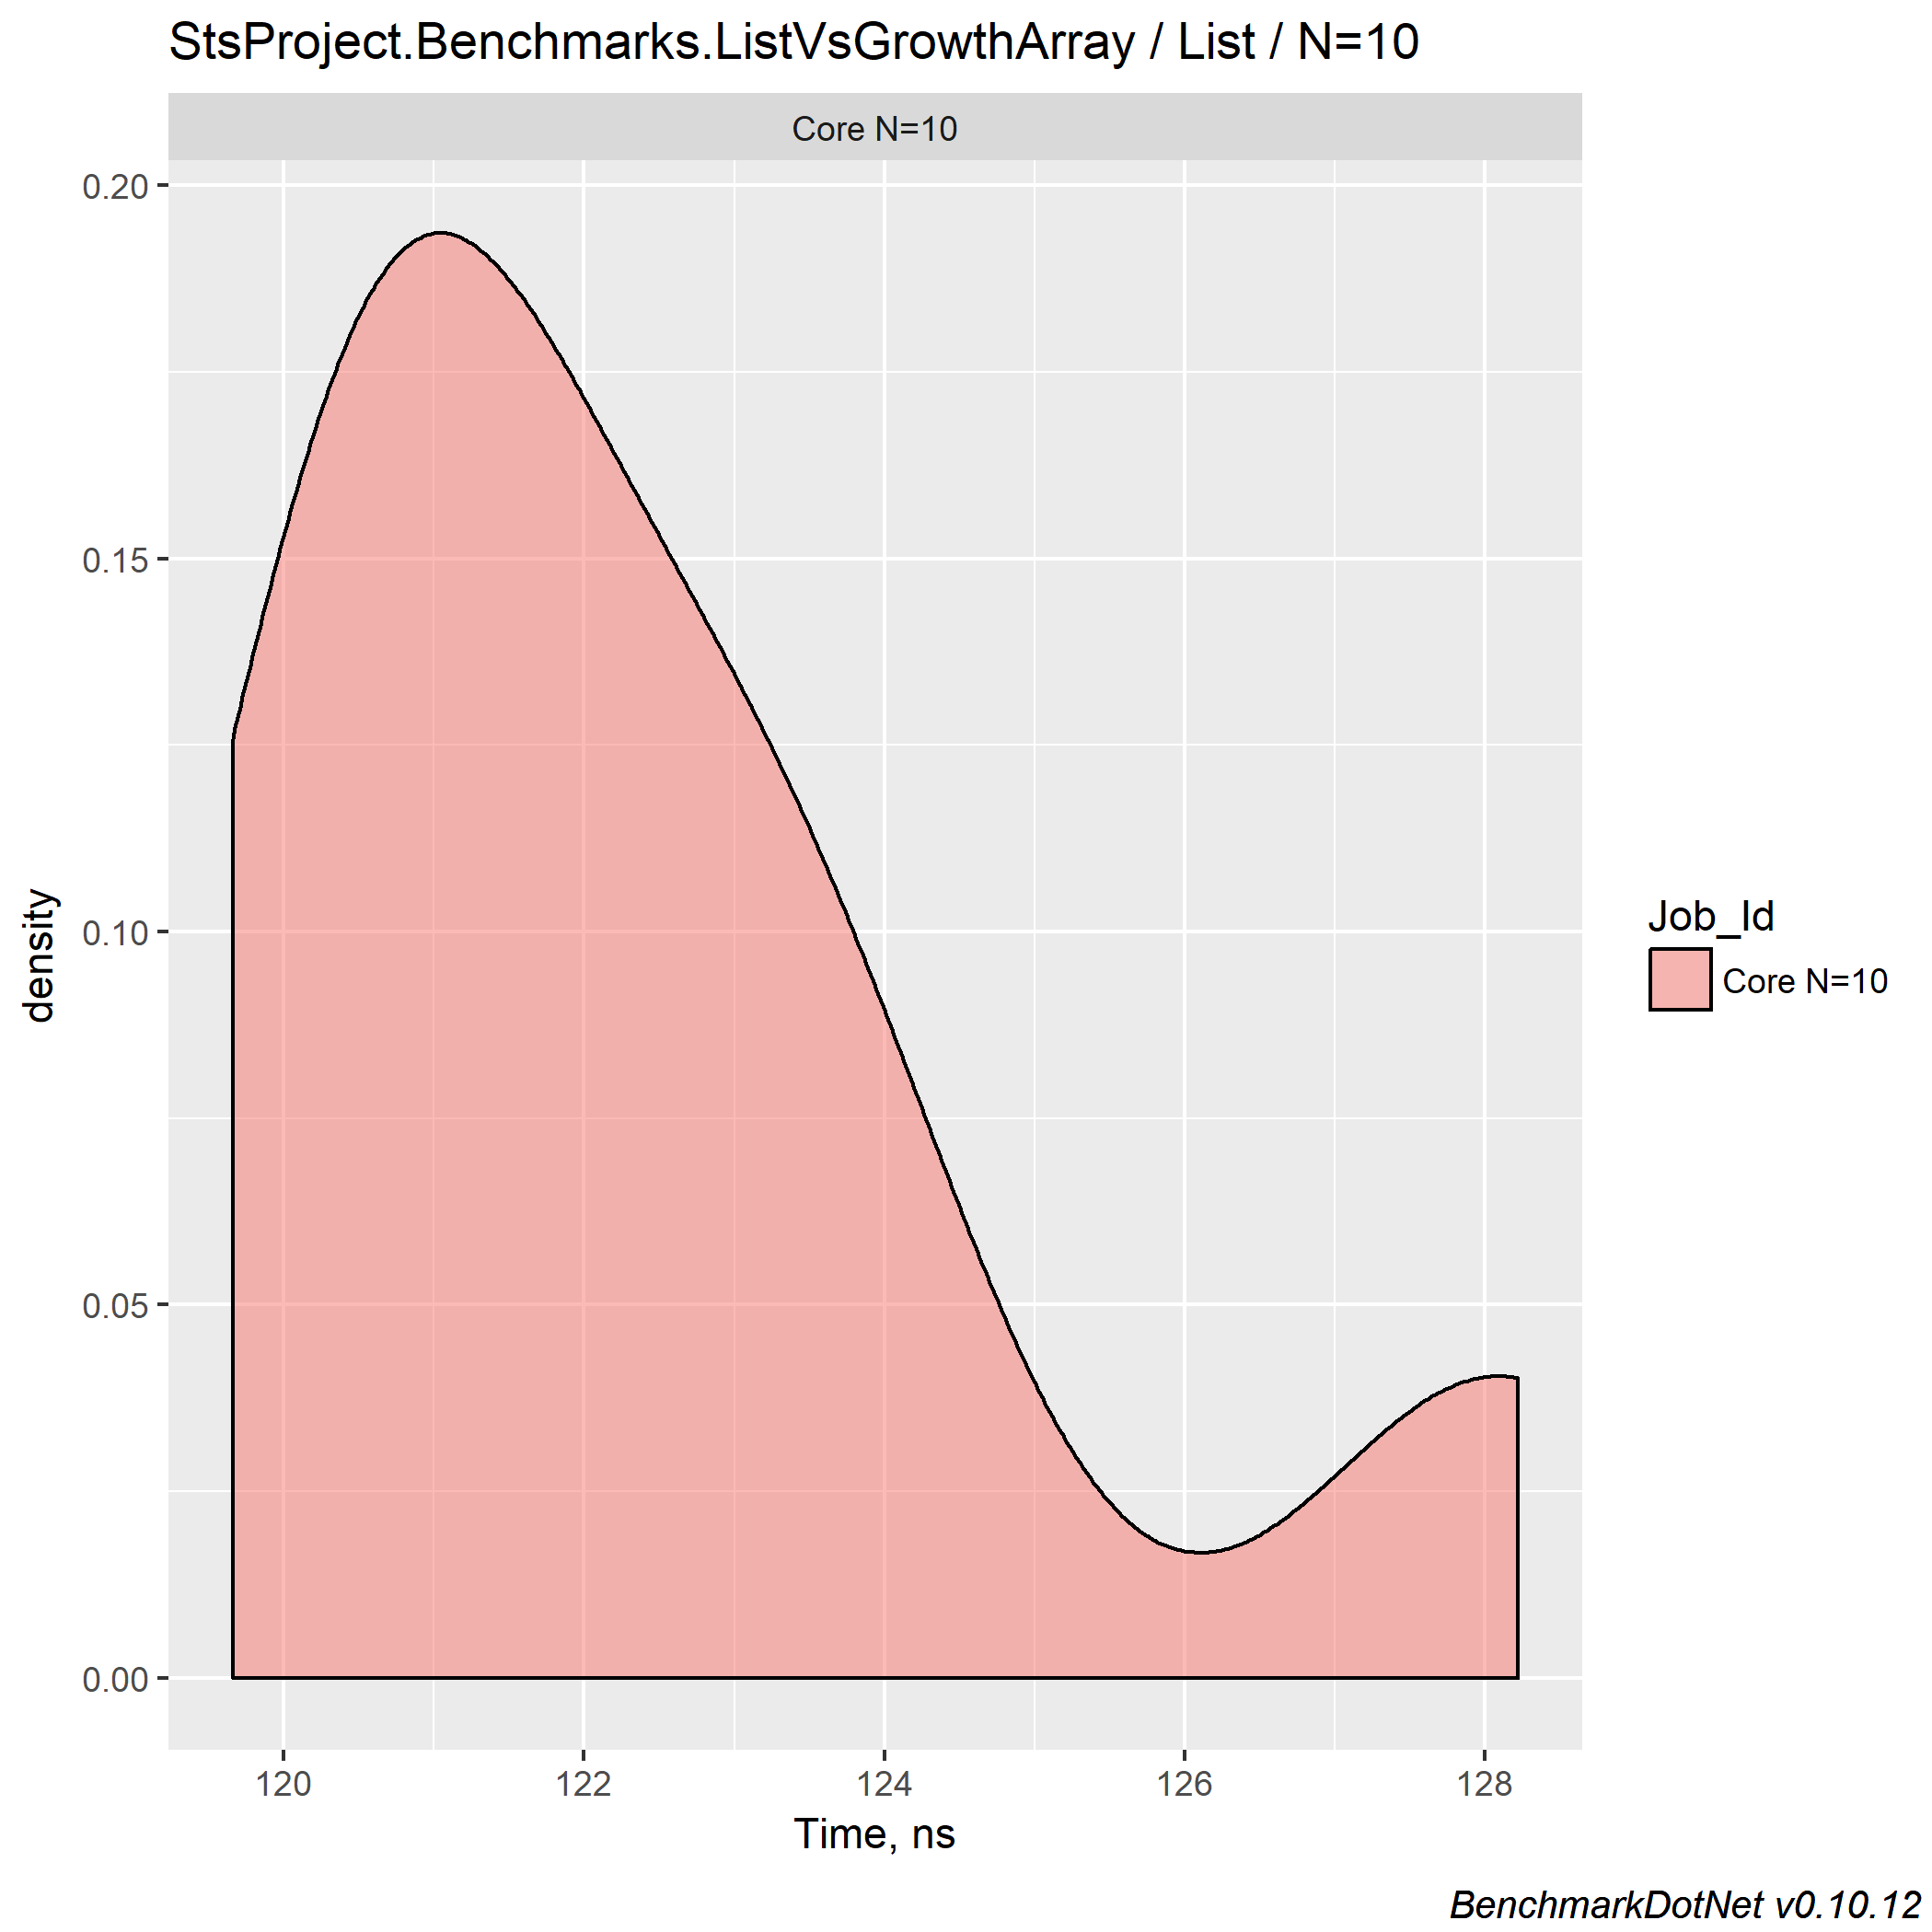 StsProject.Benchmarks.ListVsGrowthArray / List / N=10
Core N=10
0.20
0.15
0.10
0.05
0.00
density
120 122 124 126 128
Time, ns
Job_Id
Core N=10
BenchmarkDotNet v0.10.12